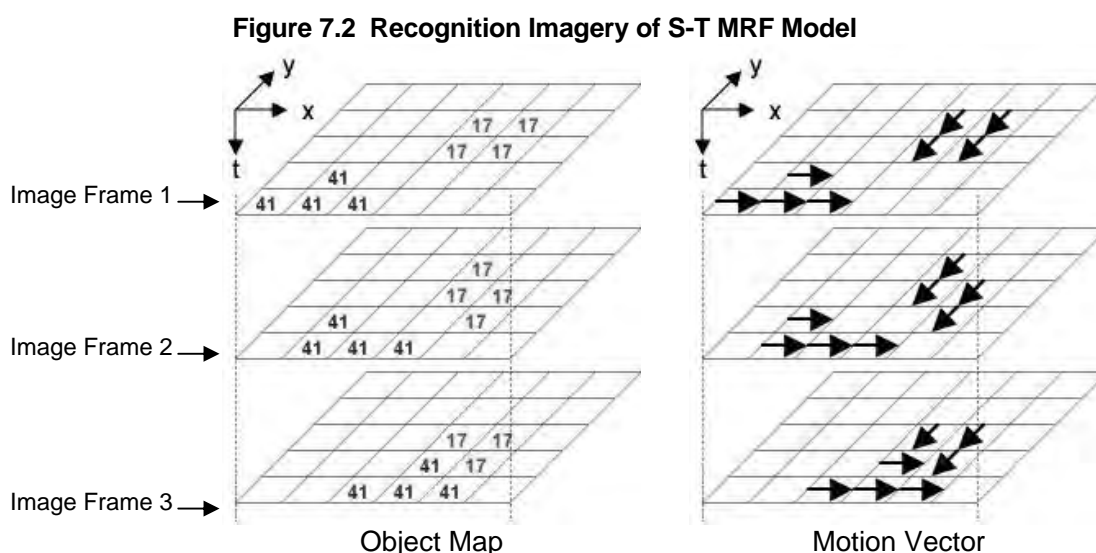 Figure 7.2 Recognition Imagery of S-T MRF Model
y
x
t
17 17
17 17
41
41 41 41
Image Frame 1
y
x
t
17
17 17
41 17
41 41 41
Image Frame 2
17 17
41 17
41 41 41
Image Frame 3
Object Map
Motion Vector